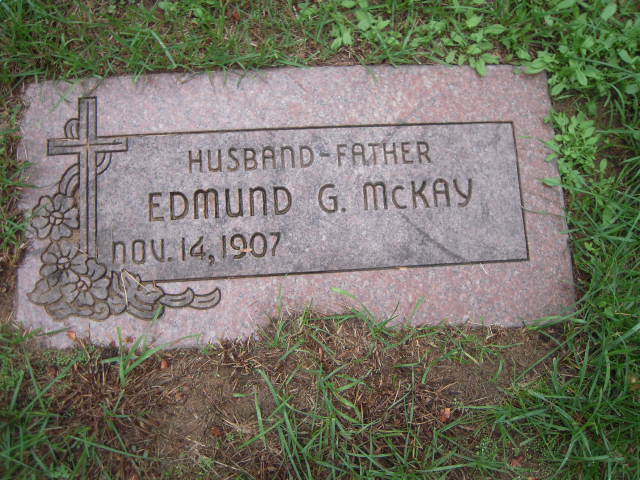 HUSBAND-FATHER
EDMUND G. McKAY
NOV. 14, 1907